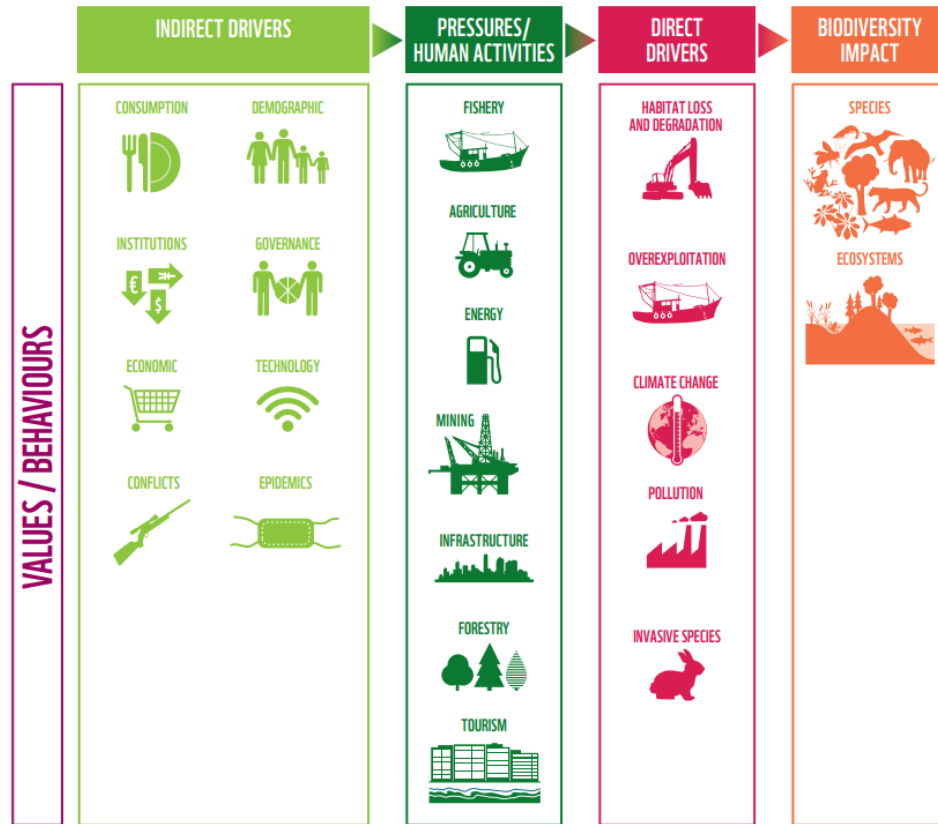 INDIRECT DRIVERS
PRESSURES/
HUMAN ACTIVITIES
DIRECT
DRIVERS
BIODIVERSITY
IMPACT
VALUES / BEHAVIOURS
CONSUMPTION
DEMOGRAPHIC
INSTITUTIONS
GOVERNANCE
ECONOMIC
TECHNOLOGY
CONFLICTS
EPIDEMICS
FISHERY
AGRICULTURE
ENERGY
MINING
INFRASTRUCTURE
FORESTRY
TOURISM
HABITAT LOSS
AND DEGRADATION
OVEREXPLOITATION
CLIMATE CHANGE
POLLUTION
INVASIVE SPECIES
SPECIES
ECOSYSTEMS